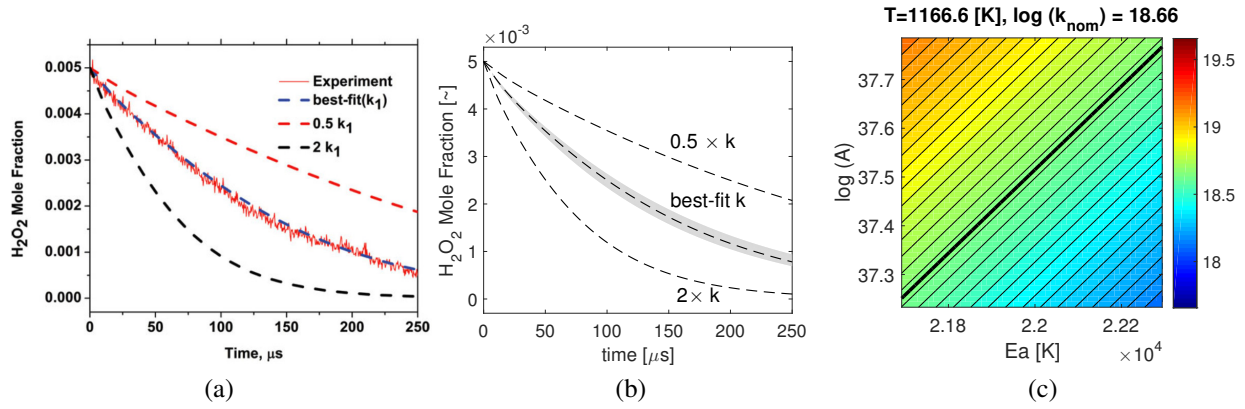 0.005
0.004
0.003
0.002
0.001
0.000
H₂O₂ Mole Fraction
Experiment
best-fit(k₁)
0.5 k₁
2 k₁
0 50 100 150 200 250
Time, μs
(a)
×10⁻³
5
4
3
2
1
0
H₂O₂ Mole Fraction [~]
0.5 × k
best-fit k
2× k
0 50 100 150 200 250
time [μs]
(b)
T=1166.6 [K], log (k_nom) = 18.66
37.7
37.6
37.5
37.4
37.3
log (A)
2.18 2.2 2.22
Ea [K]
×10⁴
19.5
19
18.5
18
(c)